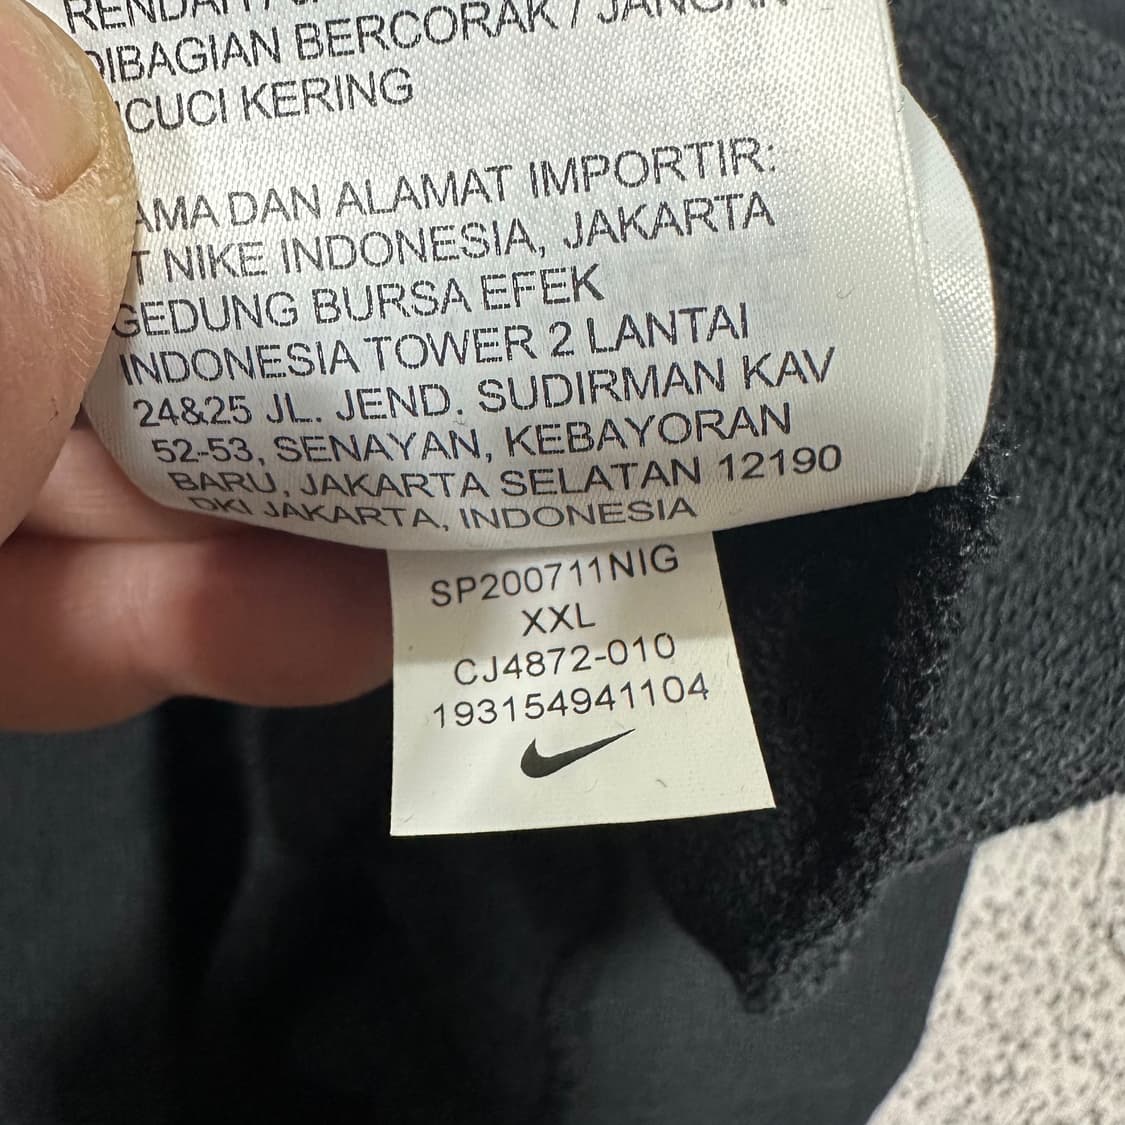 DIBAGIAN BERCORAK / JANGAN
CUCI KERING
AMA DAN ALAMAT IMPORTIR:
T NIKE INDONESIA, JAKARTA
GEDUNG BURSA EFEK
INDONESIA TOWER 2 LANTAI
24&25 JL. JEND. SUDIRMAN KAV
52-53, SENAYAN, KEBAYORAN
BARU, JAKARTA SELATAN 12190
DKI JAKARTA, INDONESIA
SP200711NIG
XXL
CJ4872-010
193154941104